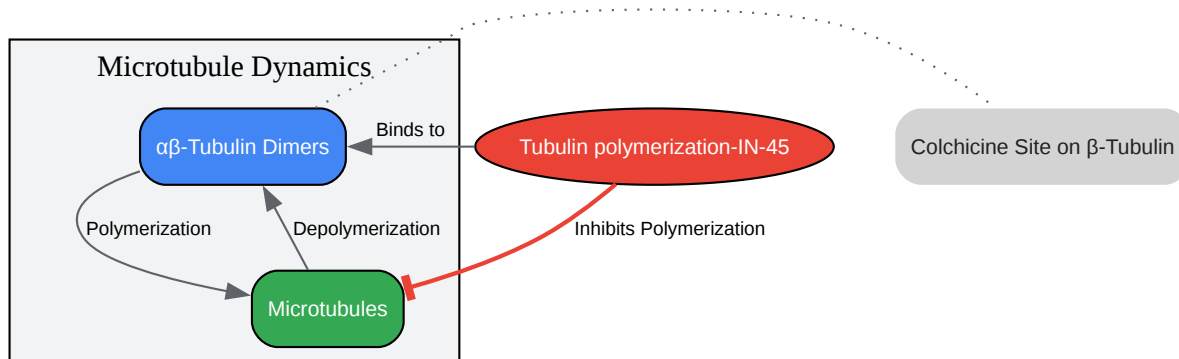 Microtubule Dynamics
αβ-Tubulin Dimers
Binds to
Tubulin polymerization-IN-45
Colchicine Site on β-Tubulin
Polymerization
Depolymerization
Inhibits Polymerization
Microtubules